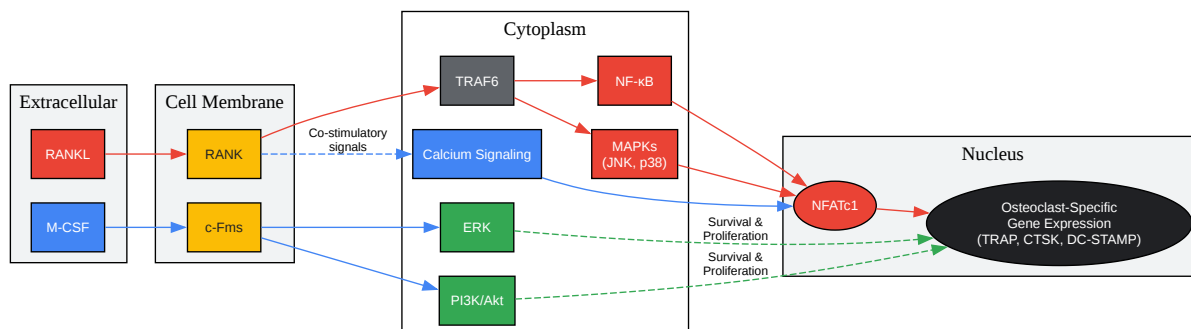 Extracellular
RANKL
M-CSF
Cell Membrane
RANK
c-Fms
Co-stimulatory
signals
Cytoplasm
TRAF6
NF-κB
Calcium Signaling
MAPKs
(JNK, p38)
ERK
PI3K/Akt
Survival &
Proliferation
Survival &
Proliferation
Nucleus
NFATc1
Osteoclast-Specific
Gene Expression
(TRAP, CTSK, DC-STAMP)